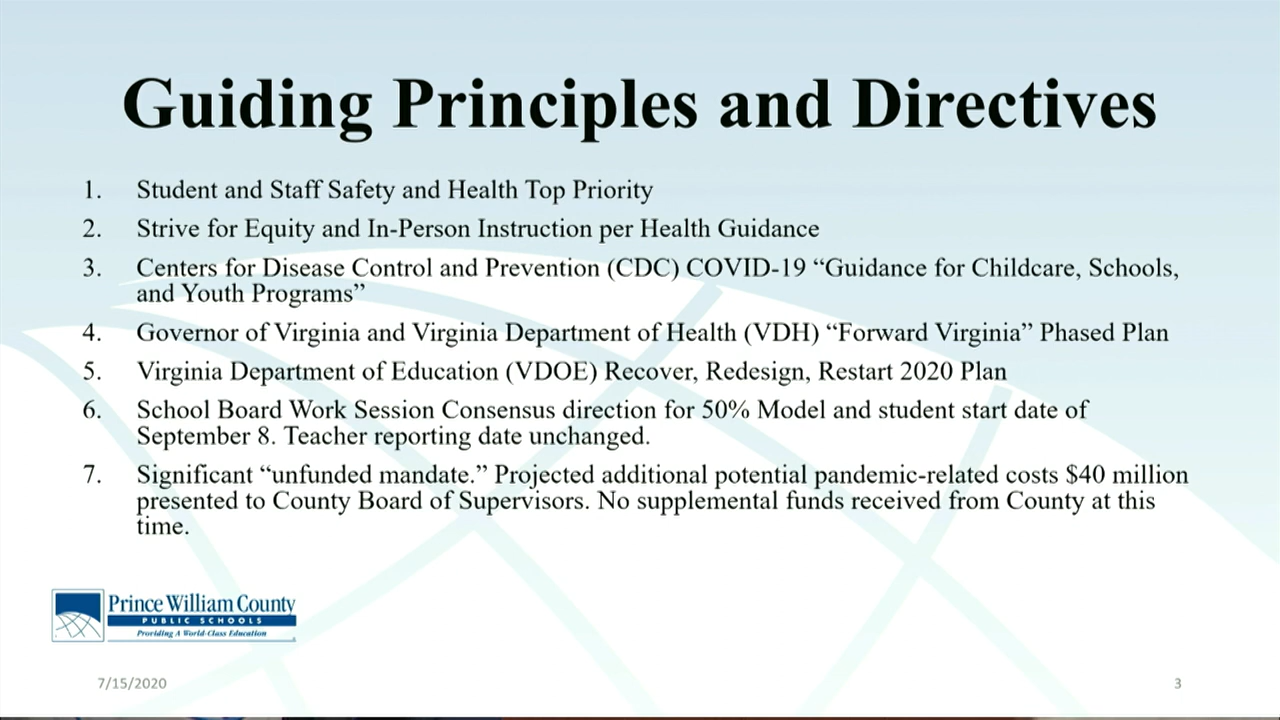 Guiding Principles and Directives
1. Student and Staff Safety and Health Top Priority
2. Strive for Equity and In-Person Instruction per Health Guidance
3. Centers for Disease Control and Prevention (CDC) COVID-19 “Guidance for Childcare, Schools,
and Youth Programs”
4. Governor of Virginia and Virginia Department of Health (VDH) “Forward Virginia” Phased Plan
5. Virginia Department of Education (VDOE) Recover, Redesign, Restart 2020 Plan
6. School Board Work Session Consensus direction for 50% Model and student start date of
September 8. Teacher reporting date unchanged.
7. Significant “unfunded mandate.” Projected additional potential pandemic-related costs $40 million
presented to County Board of Supervisors. No supplemental funds received from County at this
time.
Prince William County
PUBLIC SCHOOLS
Providing A World-Class Education
7/15/2020
3